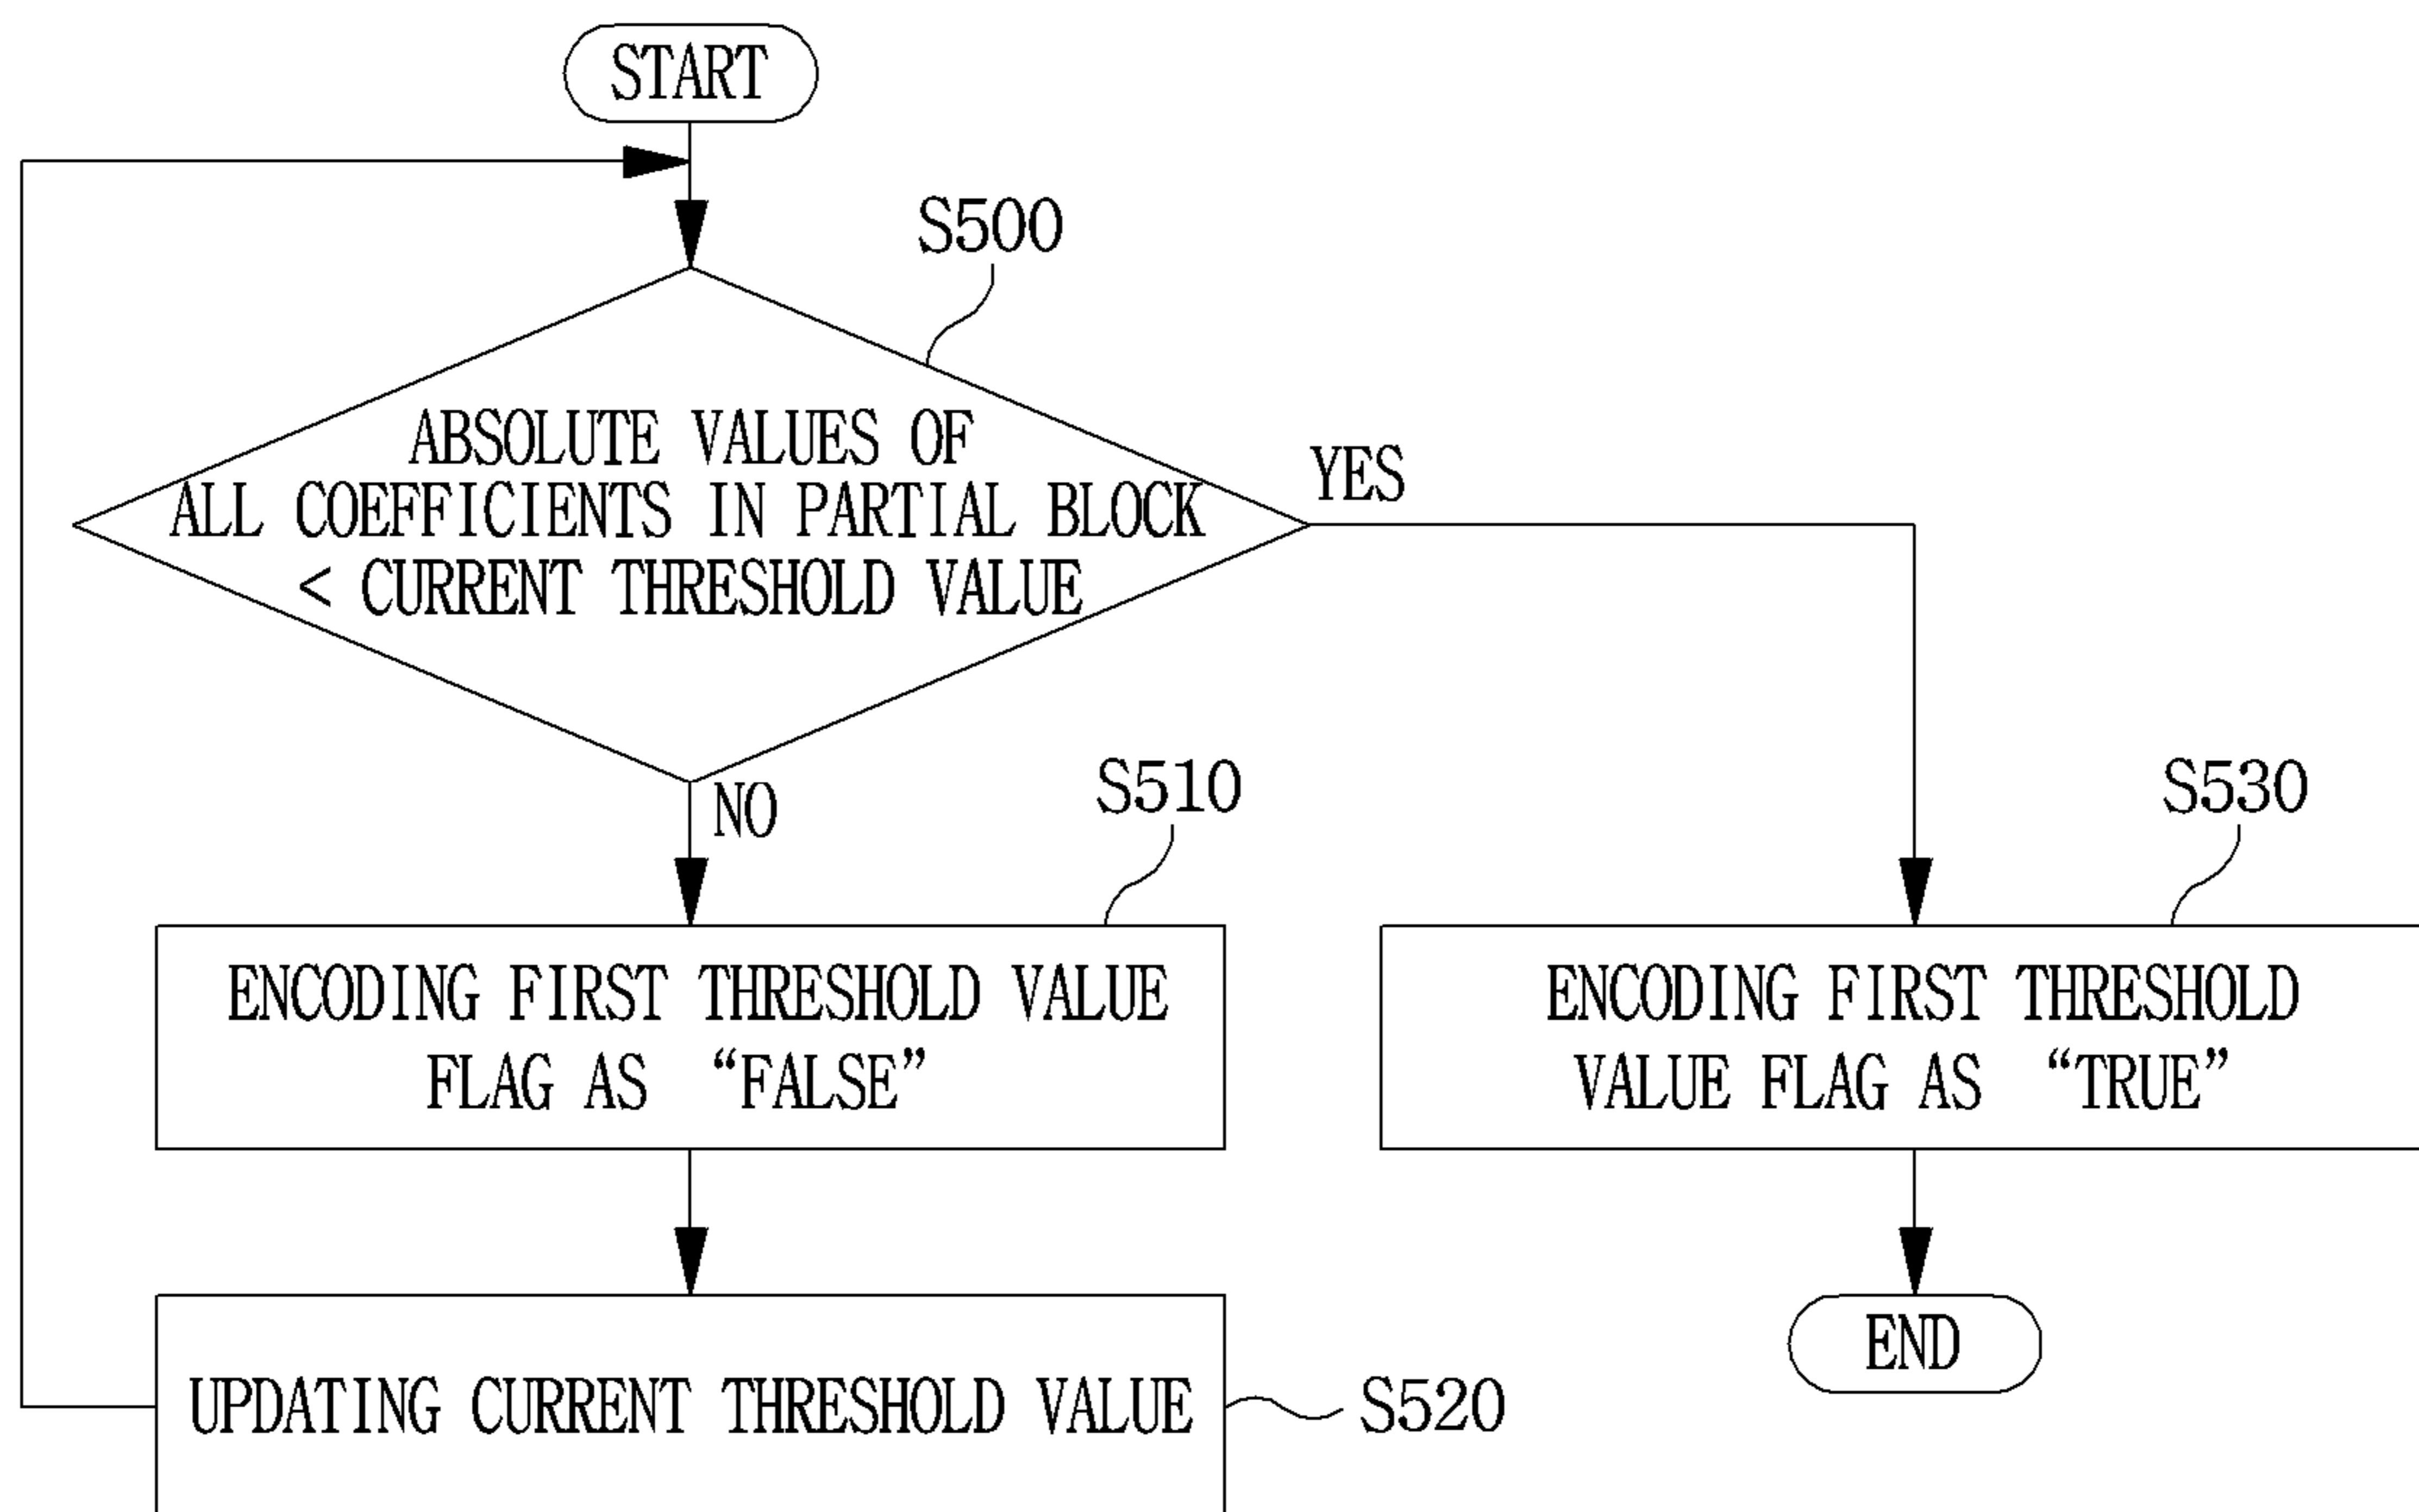 START
S500
ABSOLUTE VALUES OF
ALL COEFFICIENTS IN PARTIAL BLOCK
< CURRENT THRESHOLD VALUE
YES
NO
S510
ENCODING FIRST THRESHOLD VALUE
FLAG AS “FALSE”
S530
ENCODING FIRST THRESHOLD
VALUE FLAG AS “TRUE”
UPDATING CURRENT THRESHOLD VALUE
S520
END